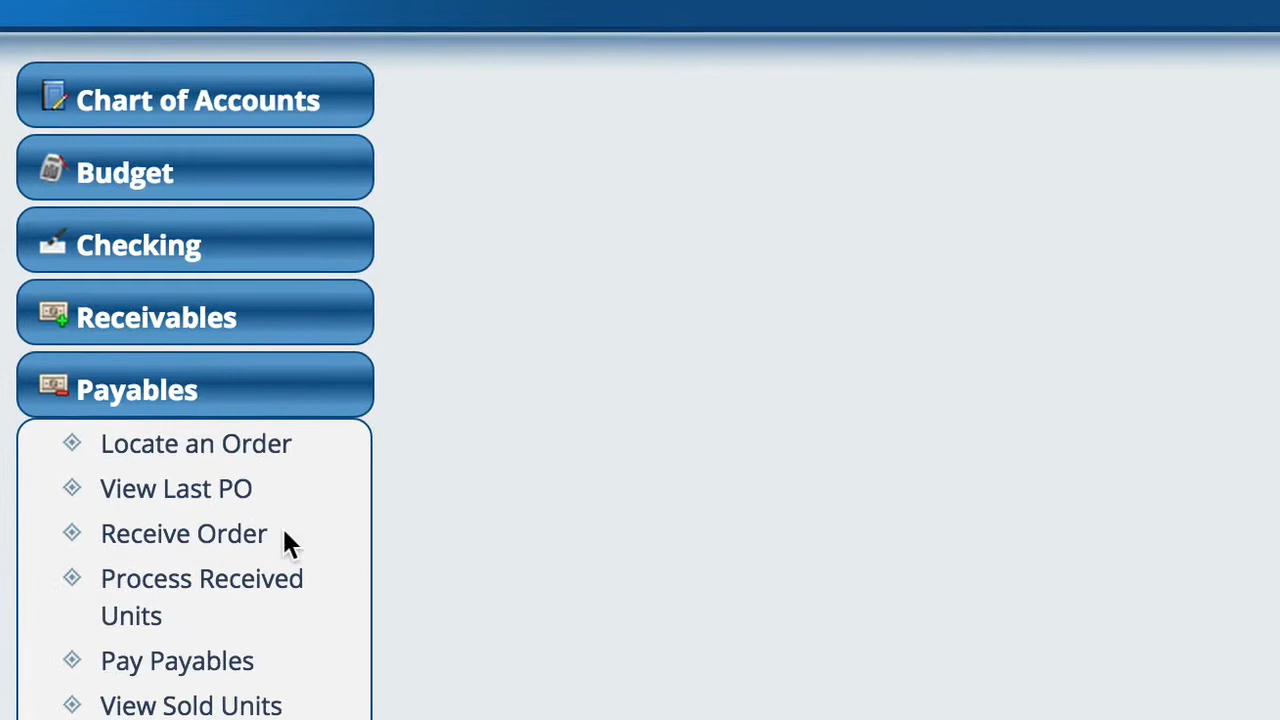 Chart of Accounts
Budget
Checking
Receivables
Payables
Locate an Order
View Last PO
Receive Order
Process Received
Units
Pay Payables
View Sold Units